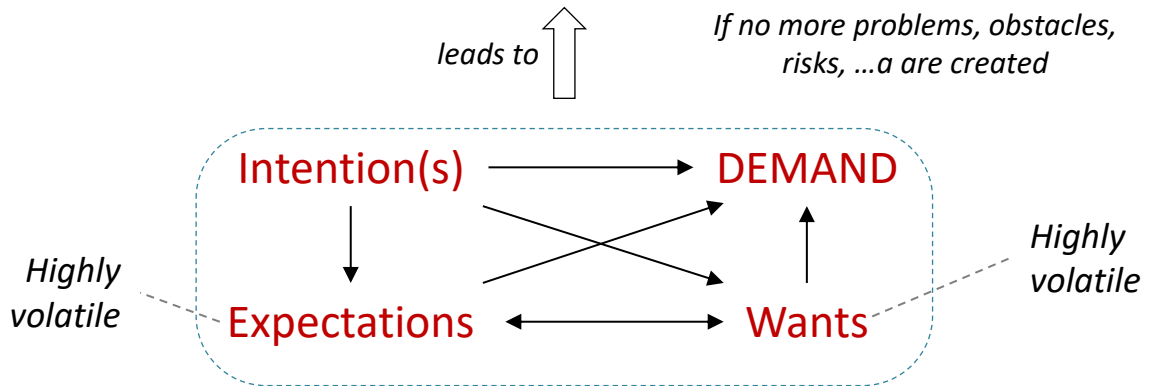 leads to
If no more problems, obstacles,
risks, …a are created
Intention(s)
DEMAND
Highly
volatile
Expectations
Wants
Highly
volatile